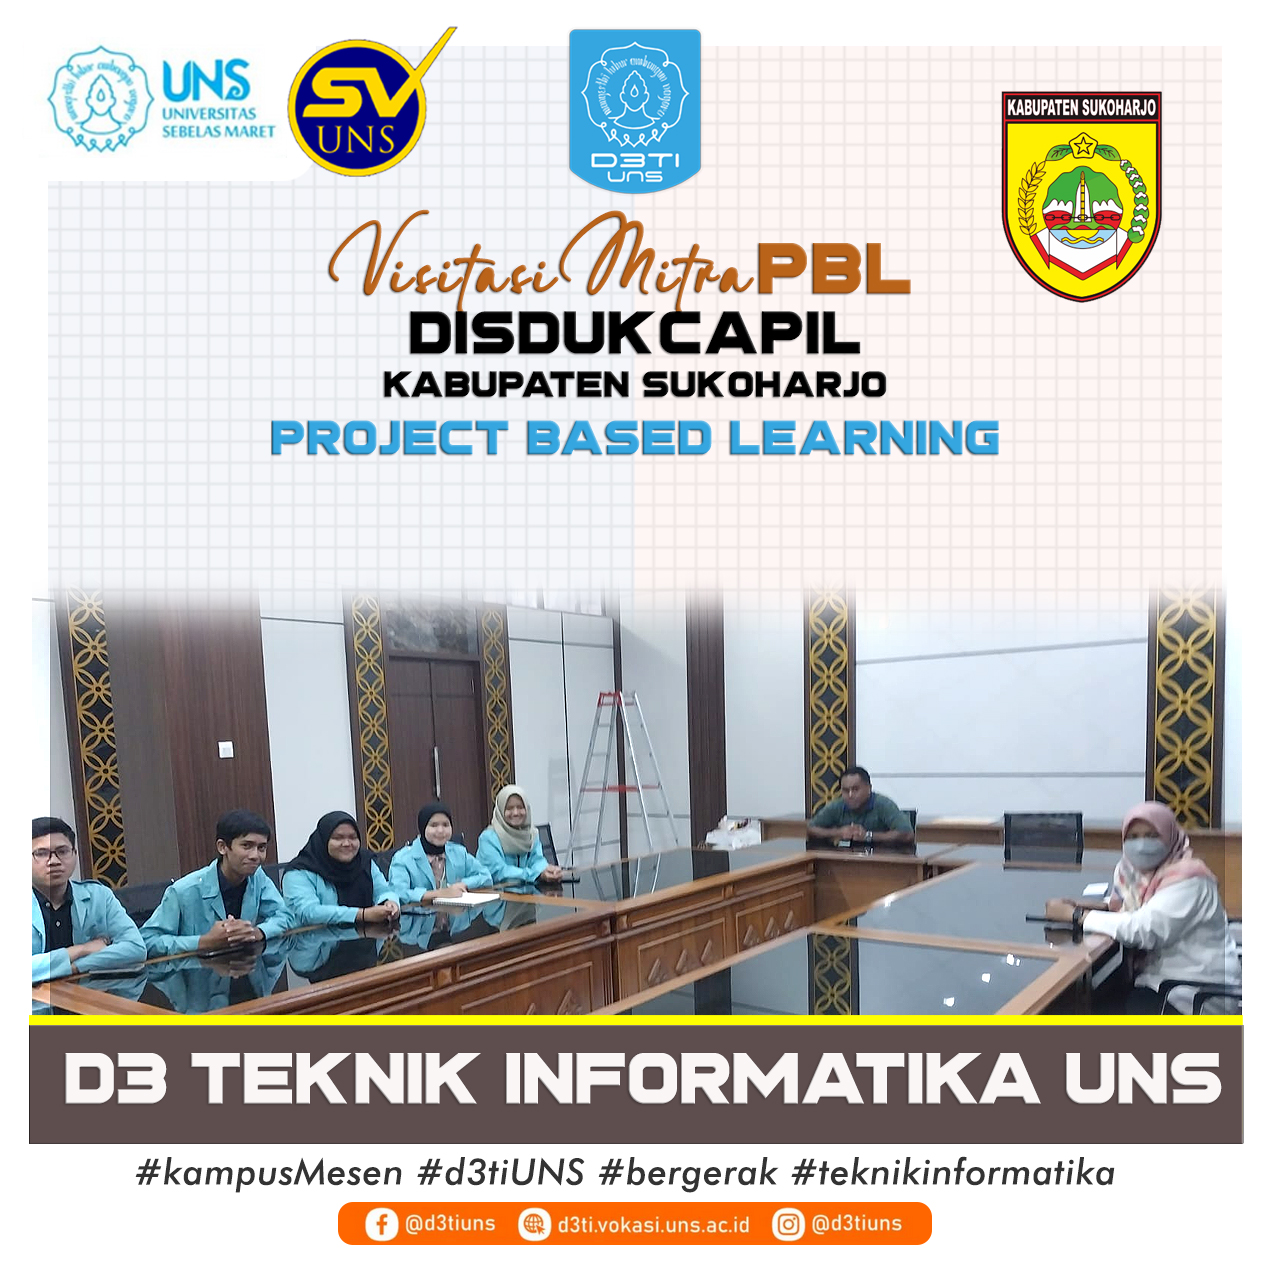 UNS
UNIVERSITAS
SEBELAS MARET
SV
UNS
D3TI
UNS
KABUPATEN SUKOHARJO
Visitasi Mitra PBL
DISDUKCAPIL
KABUPATEN SUKOHARJO
PROJECT BASED LEARNING
D3 TEKNIK INFORMATIKA UNS
#kampusMesen #d3tiUNS #bergerak #teknikinformatika
@d3tiuns d3ti.vokasi.uns.ac.id @d3tiuns